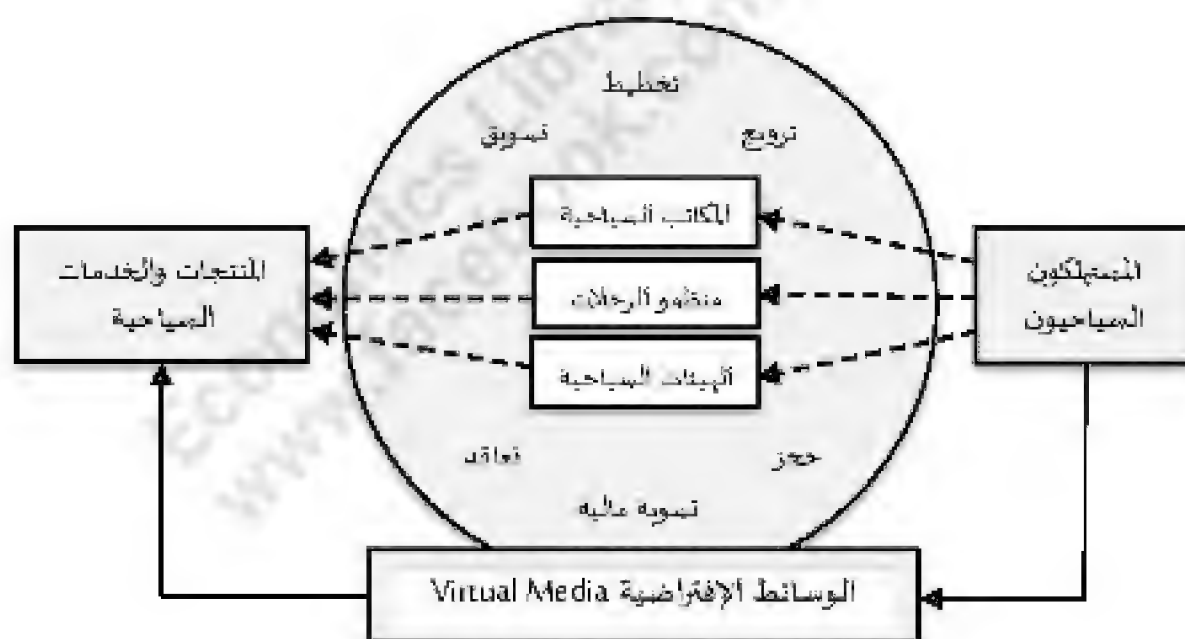 تخطيط
ترويج
تسويق
المكاتب السياحية
المستهلكون
السياحيون
منظمو الرحلات
المنتجات والخدمات
السياحية
الهيئات السياحية
حجز
تعاقد
تسوية مالية
الوسائط الإفتراضية Virtual Media